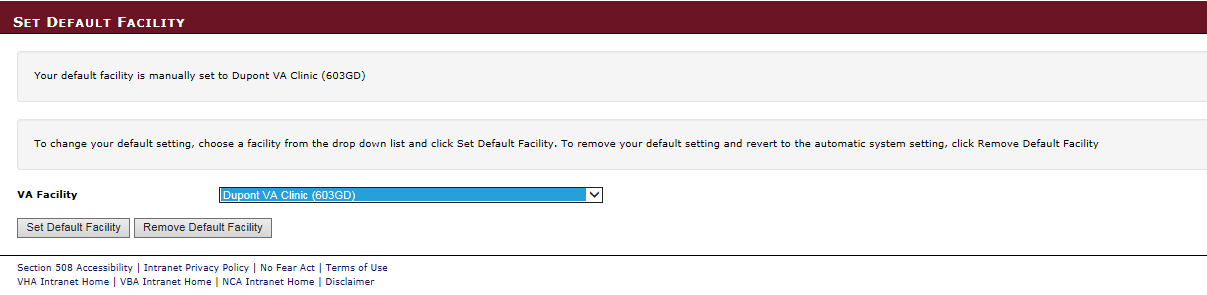 SET DEFAULT FACILITY
Your default facility is manually set to Dupont VA Clinic (603GD)
To change your default setting, choose a facility from the drop down list and click Set Default Facility. To remove your default setting and revert to the automatic system setting, click Remove Default Facility
VA Facility Dupont VA Clinic (603GD)
Set Default Facility Remove Default Facility
Section 508 Accessibility | Intranet Privacy Policy | No Fear Act | Terms of Use
VHA Intranet Home | VBA Intranet Home | NCA Intranet Home | Disclaimer